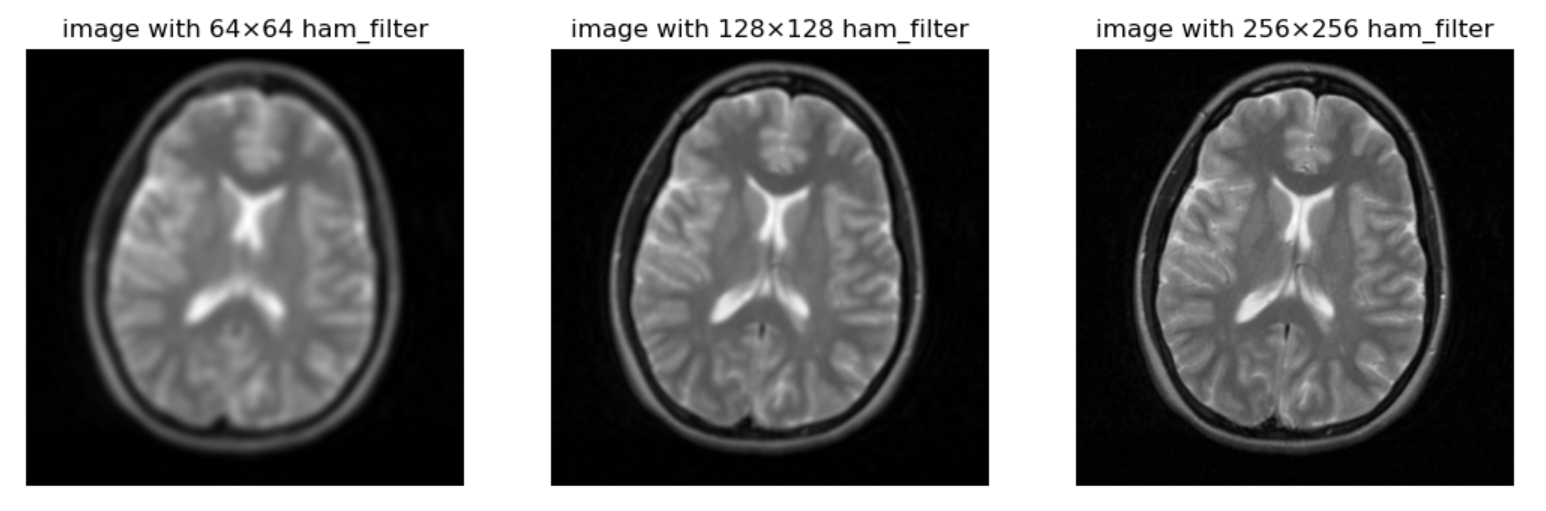 image with 64×64 ham_filter
image with 128×128 ham_filter
image with 256×256 ham_filter